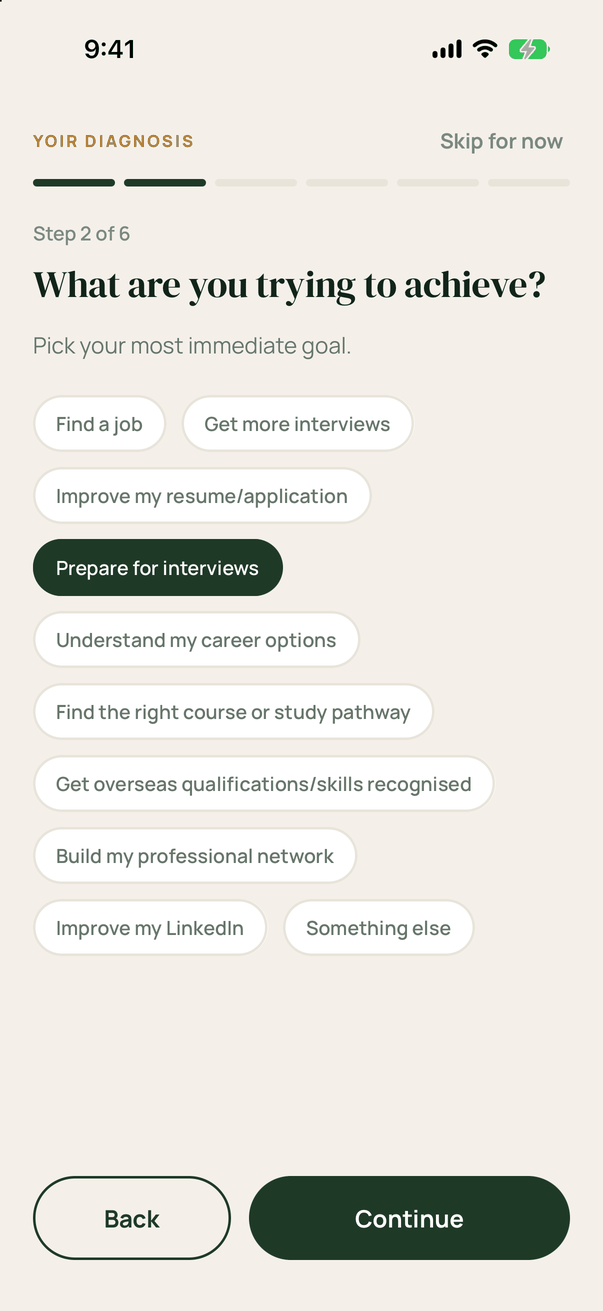 9:41
YOIR DIAGNOSIS
Skip for now
Step 2 of 6
What are you trying to achieve?
Pick your most immediate goal.
Find a job
Get more interviews
Improve my resume/application
Prepare for interviews
Understand my career options
Find the right course or study pathway
Get overseas qualifications/skills recognised
Build my professional network
Improve my LinkedIn
Something else
Back
Continue